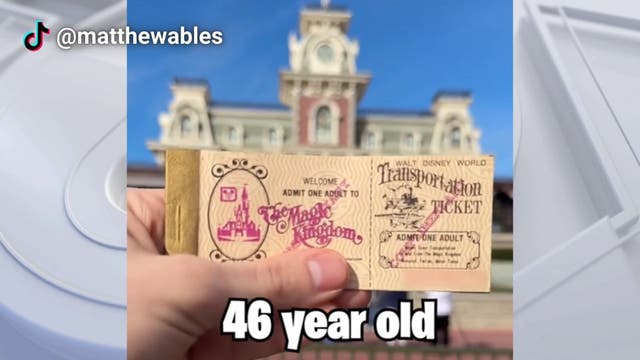 @matthewables
WELCOME
ADMIT ONE ADULT TO
The Magic
Kingdom
WALT DISNEY WORLD
Transportation
TICKET
ADMIT ONE ADULT
46 year old